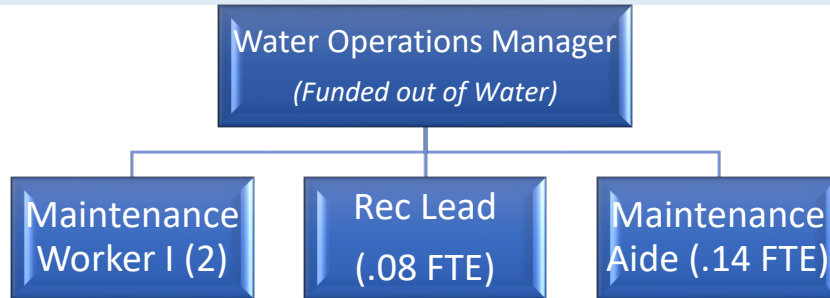 Water Operations Manager
(Funded out of Water)
Maintenance
Worker I (2)
Rec Lead
(.08 FTE)
Maintenance
Aide (.14 FTE)